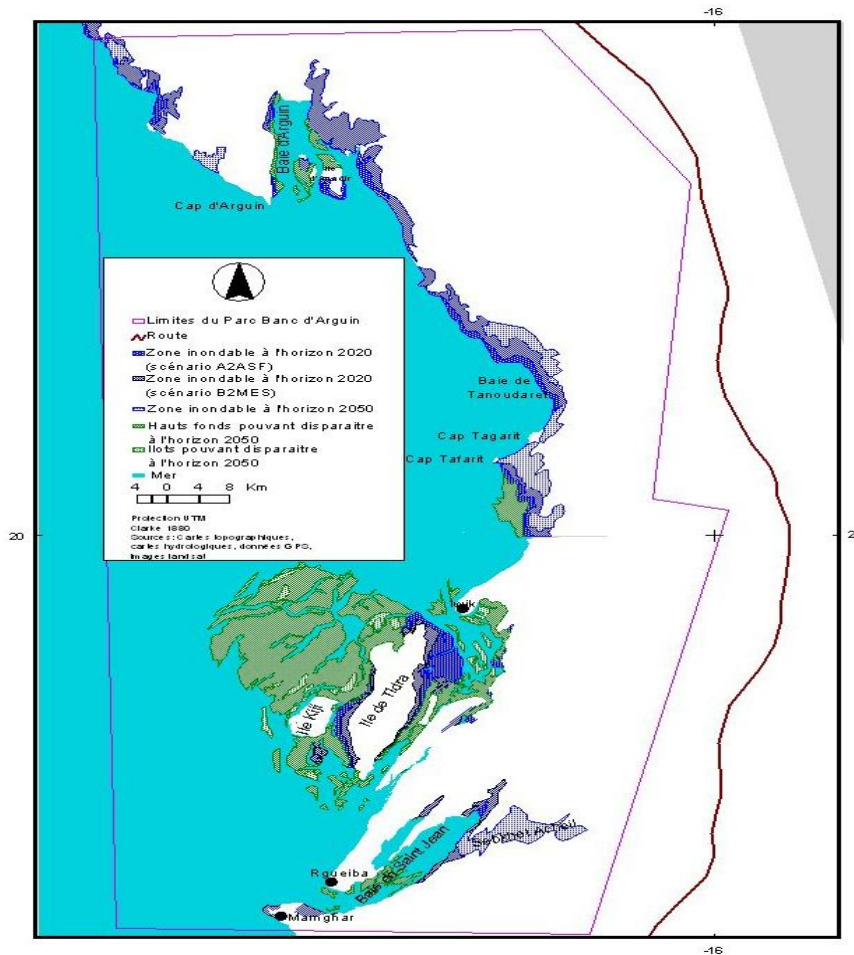 -16
Baie d'Arguin
Cap d'Arguin
Limites du Parc Banc d'Arguin
Route
Zone inondable à l'horizon 2020
(scénario A2ASF)
Zone inondable à l'horizon 2020
(scénario B2MES)
Zone inondable à l'horizon 2050
Hauts fonds pouvant disparaitre
à l'horizon 2050
Ilots pouvant disparaitre
à l'horizon 2050
Mer
4 0 4 8 Km
Projection UTM
Clarke 1880
Sources: Cartes topographiques,
cartes hydrologiques, données GPS,
Images landsat
Baie de
Tanoudaret
Cap Tagarit
Cap Tafarit
20
2
Iwik
Ile Kiji
Ile de Tidra
Baie de Saint Jean
Rgueiba
Mamghar
-16